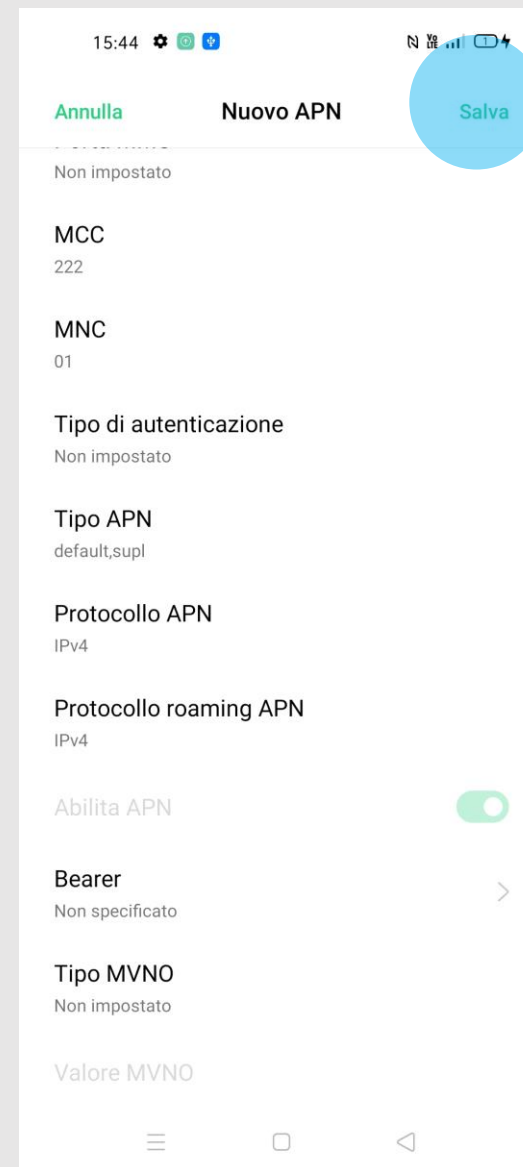 15:44
Annulla Nuovo APN Salva
Non impostato
MCC
222
MNC
01
Tipo di autenticazione
Non impostato
Tipo APN
default,supl
Protocollo APN
IPv4
Protocollo roaming APN
IPv4
Abilita APN
Bearer
Non specificato
Tipo MVNO
Non impostato
Valore MVNO